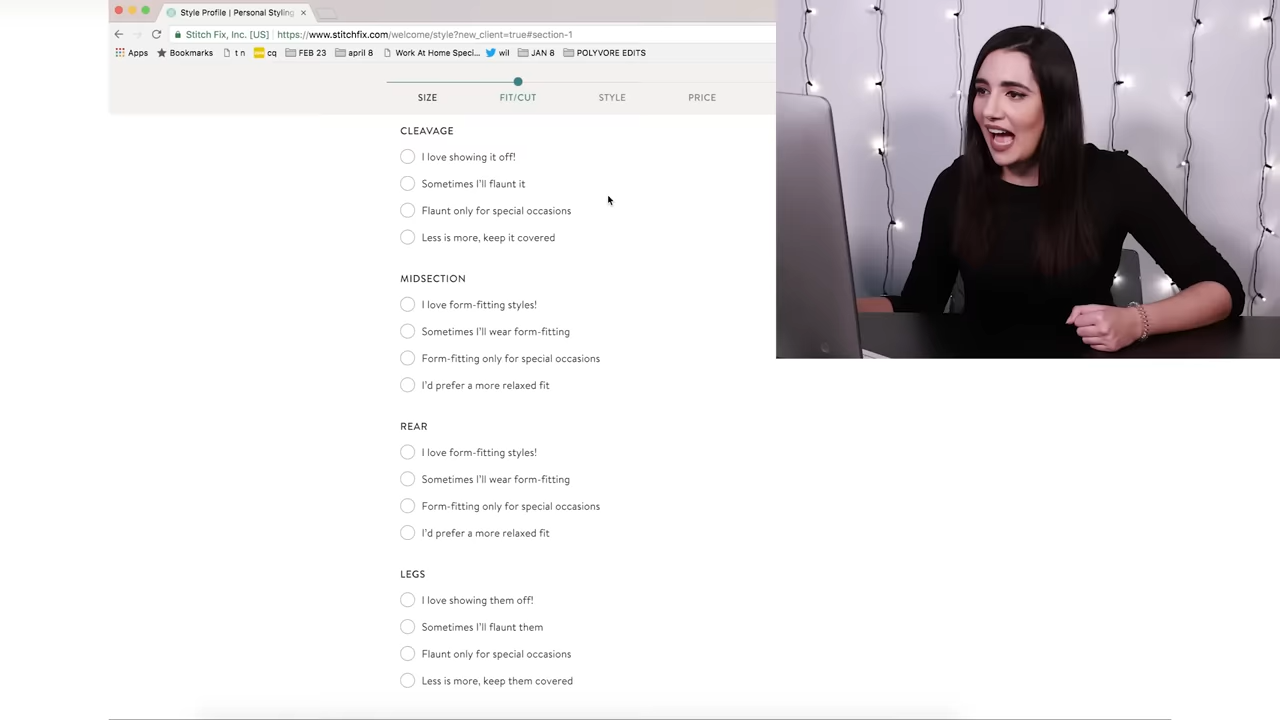 Style Profile | Personal Styling
Stitch Fix, Inc. [US] https://www.stitchfix.com/welcome/style?new_client=true#section-1
Apps Bookmarks t n cq FEB 23 april 8 Work At Home Speci... wil JAN 8 POLYVORE EDITS
SIZE FIT/CUT STYLE PRICE
CLEAVAGE
I love showing it off!
Sometimes I'll flaunt it
Flaunt only for special occasions
Less is more, keep it covered
MIDSECTION
I love form-fitting styles!
Sometimes I'll wear form-fitting
Form-fitting only for special occasions
I'd prefer a more relaxed fit
REAR
I love form-fitting styles!
Sometimes I'll wear form-fitting
Form-fitting only for special occasions
I'd prefer a more relaxed fit
LEGS
I love showing them off!
Sometimes I'll flaunt them
Flaunt only for special occasions
Less is more, keep them covered